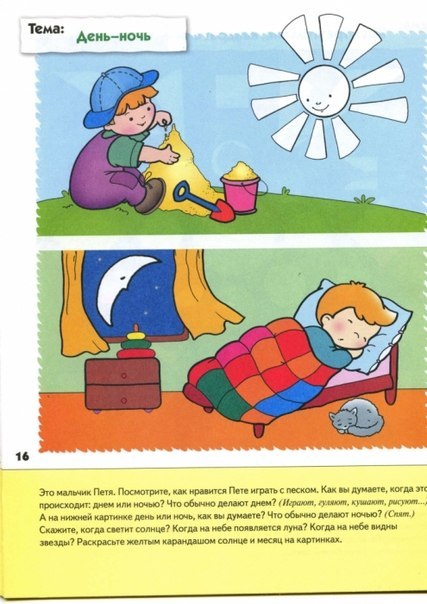 Тема:
День–ночь
16
Это мальчик Петя. Посмотрите, как нравится Пете играть с песком. Как вы думаете, когда это
происходит: днем или ночью? Что обычно делают днем? (Играют, гуляют, кушают, рисуют...)
А на нижней картинке день или ночь, как вы думаете? Что обычно делают ночью? (Спят.)
Скажите, когда светит солнце? Когда на небе появляется луна? Когда на небе видны
звезды? Раскрасьте желтым карандашом солнце и месяц на картинках.